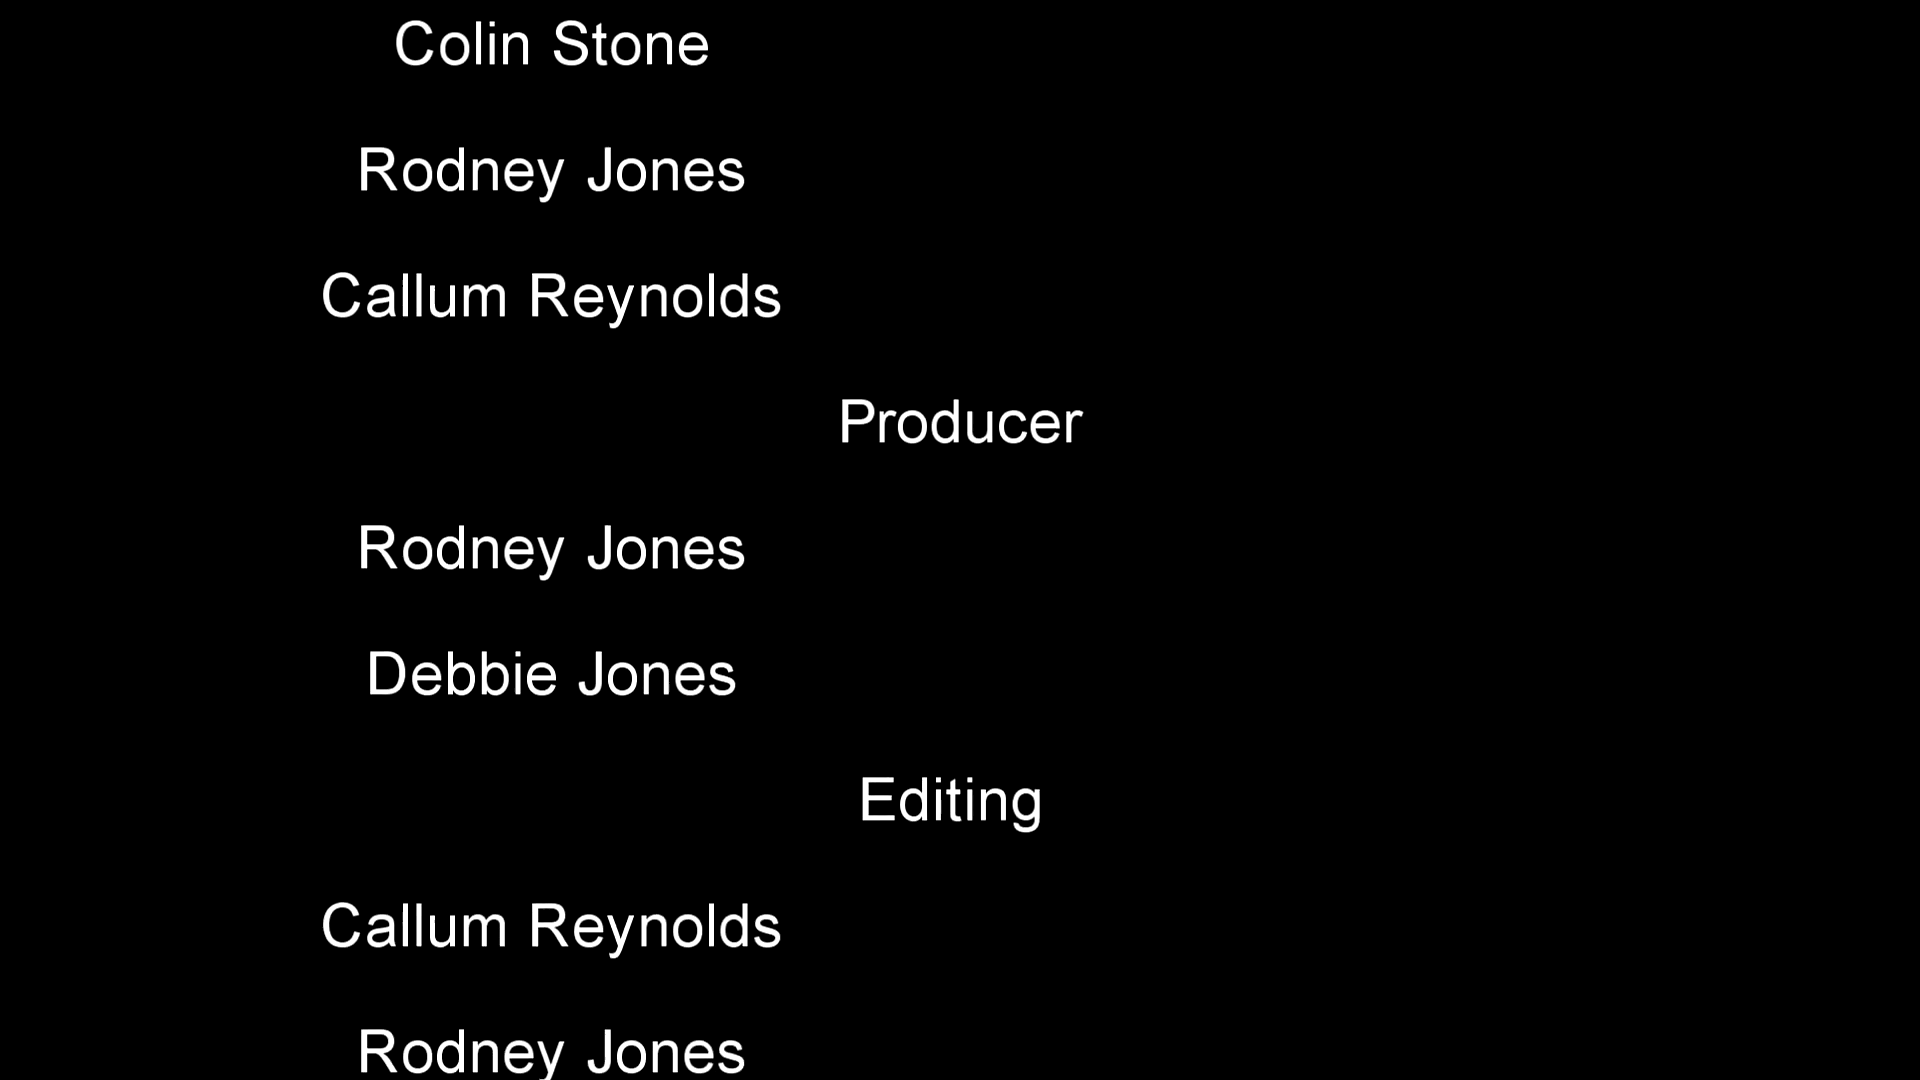 Colin Stone
Rodney Jones
Callum Reynolds
Producer
Rodney Jones
Debbie Jones
Editing
Callum Reynolds
Rodney Jones